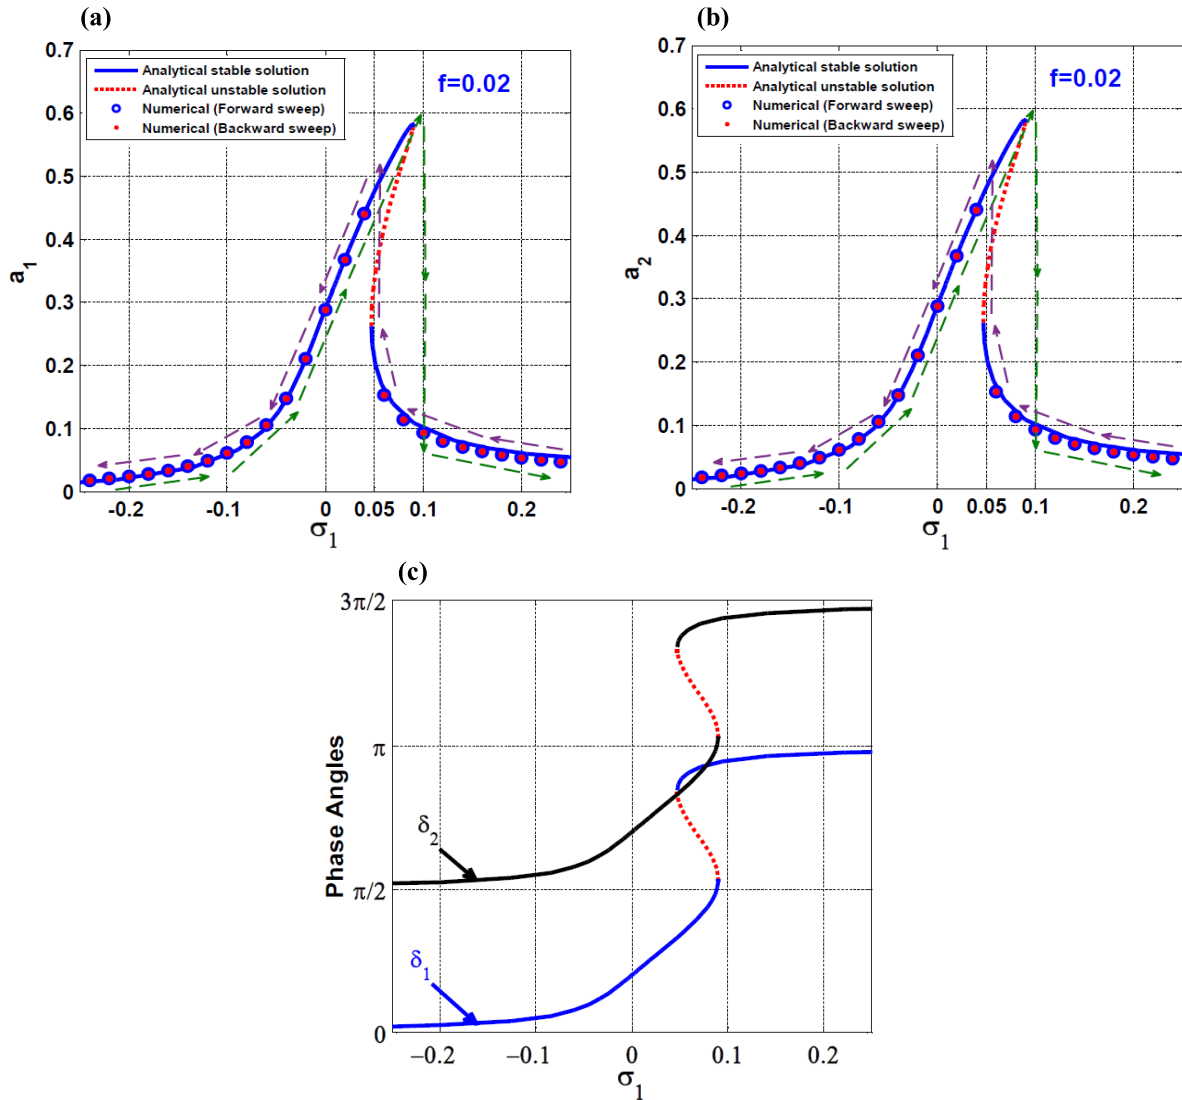 (a)
0.7
0.6
0.5
0.4
0.3
0.2
0.1
0
a1
Analytical stable solution
Analytical unstable solution
Numerical (Forward sweep)
Numerical (Backward sweep)
f=0.02
-0.2 -0.1 0 0.05 0.1 0.2
σ1
(b)
0.7
0.6
0.5
0.4
0.3
0.2
0.1
0
a2
Analytical stable solution
Analytical unstable solution
Numerical (Forward sweep)
Numerical (Backward sweep)
f=0.02
-0.2 -0.1 0 0.05 0.1 0.2
σ1
(c)
3π/2
π
π/2
0
Phase Angles
δ2
δ1
−0.2 −0.1 0 0.1 0.2
σ1